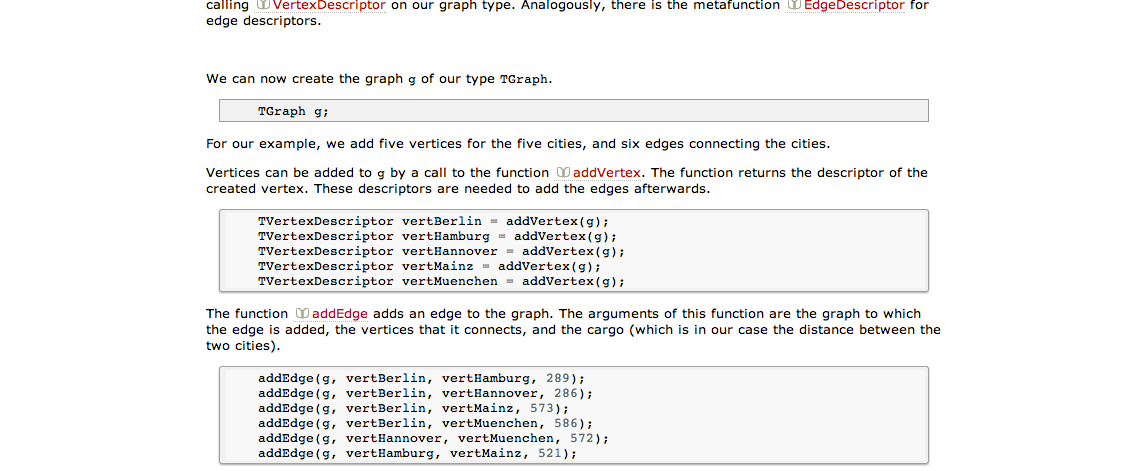 calling VertexDescriptor on our graph type. Analogously, there is the metafunction EdgeDescriptor for
edge descriptors.
We can now create the graph g of our type TGraph.
TGraph g;
For our example, we add five vertices for the five cities, and six edges connecting the cities.
Vertices can be added to g by a call to the function addVertex. The function returns the descriptor of the
created vertex. These descriptors are needed to add the edges afterwards.
TVertexDescriptor vertBerlin = addVertex(g);
TVertexDescriptor vertHamburg = addVertex(g);
TVertexDescriptor vertHannover = addVertex(g);
TVertexDescriptor vertMainz = addVertex(g);
TVertexDescriptor vertMuenchen = addVertex(g);
The function addEdge adds an edge to the graph. The arguments of this function are the graph to which
the edge is added, the vertices that it connects, and the cargo (which is in our case the distance between the
two cities).
addEdge(g, vertBerlin, vertHamburg, 289);
addEdge(g, vertBerlin, vertHannover, 286);
addEdge(g, vertBerlin, vertMainz, 573);
addEdge(g, vertBerlin, vertMuenchen, 586);
addEdge(g, vertHannover, vertMuenchen, 572);
addEdge(g, vertHamburg, vertMainz, 521);